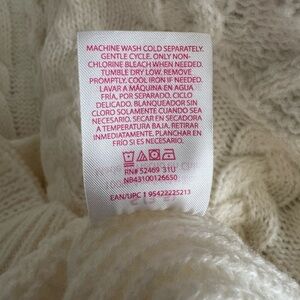 MACHINE WASH COLD SEPARATELY.
GENTLE CYCLE. ONLY NON-
CHLORINE BLEACH WHEN NEEDED.
TUMBLE DRY LOW. REMOVE
PROMPTLY. COOL IRON IF NEEDED.
LAVAR A MÁQUINA EN AGUA
FRÍA, POR SEPARADO. CICLO
DELICADO. BLANQUEADOR SIN
CLORO SOLAMENTE CUANDO SEA
NECESARIO. SECAR EN SECADORA
A TEMPERATURA BAJA. RETIRAR
INMEDIATAMENTE. PLANCHAR EN
FRÍO SI ES NECESARIO.
RN# 52469 31U
NB43100126650
EAN/UPC 1 95422225213